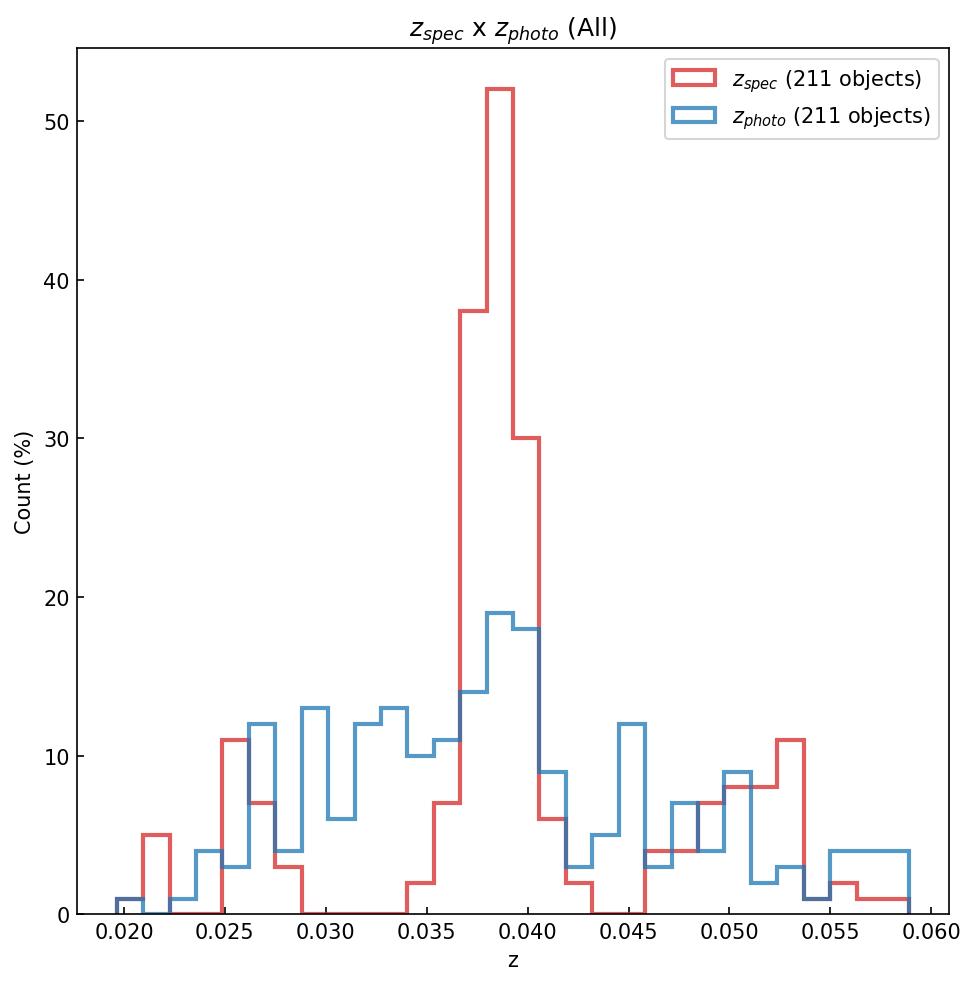 z_spec x z_photo (All)
z_spec (211 objects)
z_photo (211 objects)
Count (%)
50
40
30
20
10
0
0.020 0.025 0.030 0.035 0.040 0.045 0.050 0.055 0.060
z